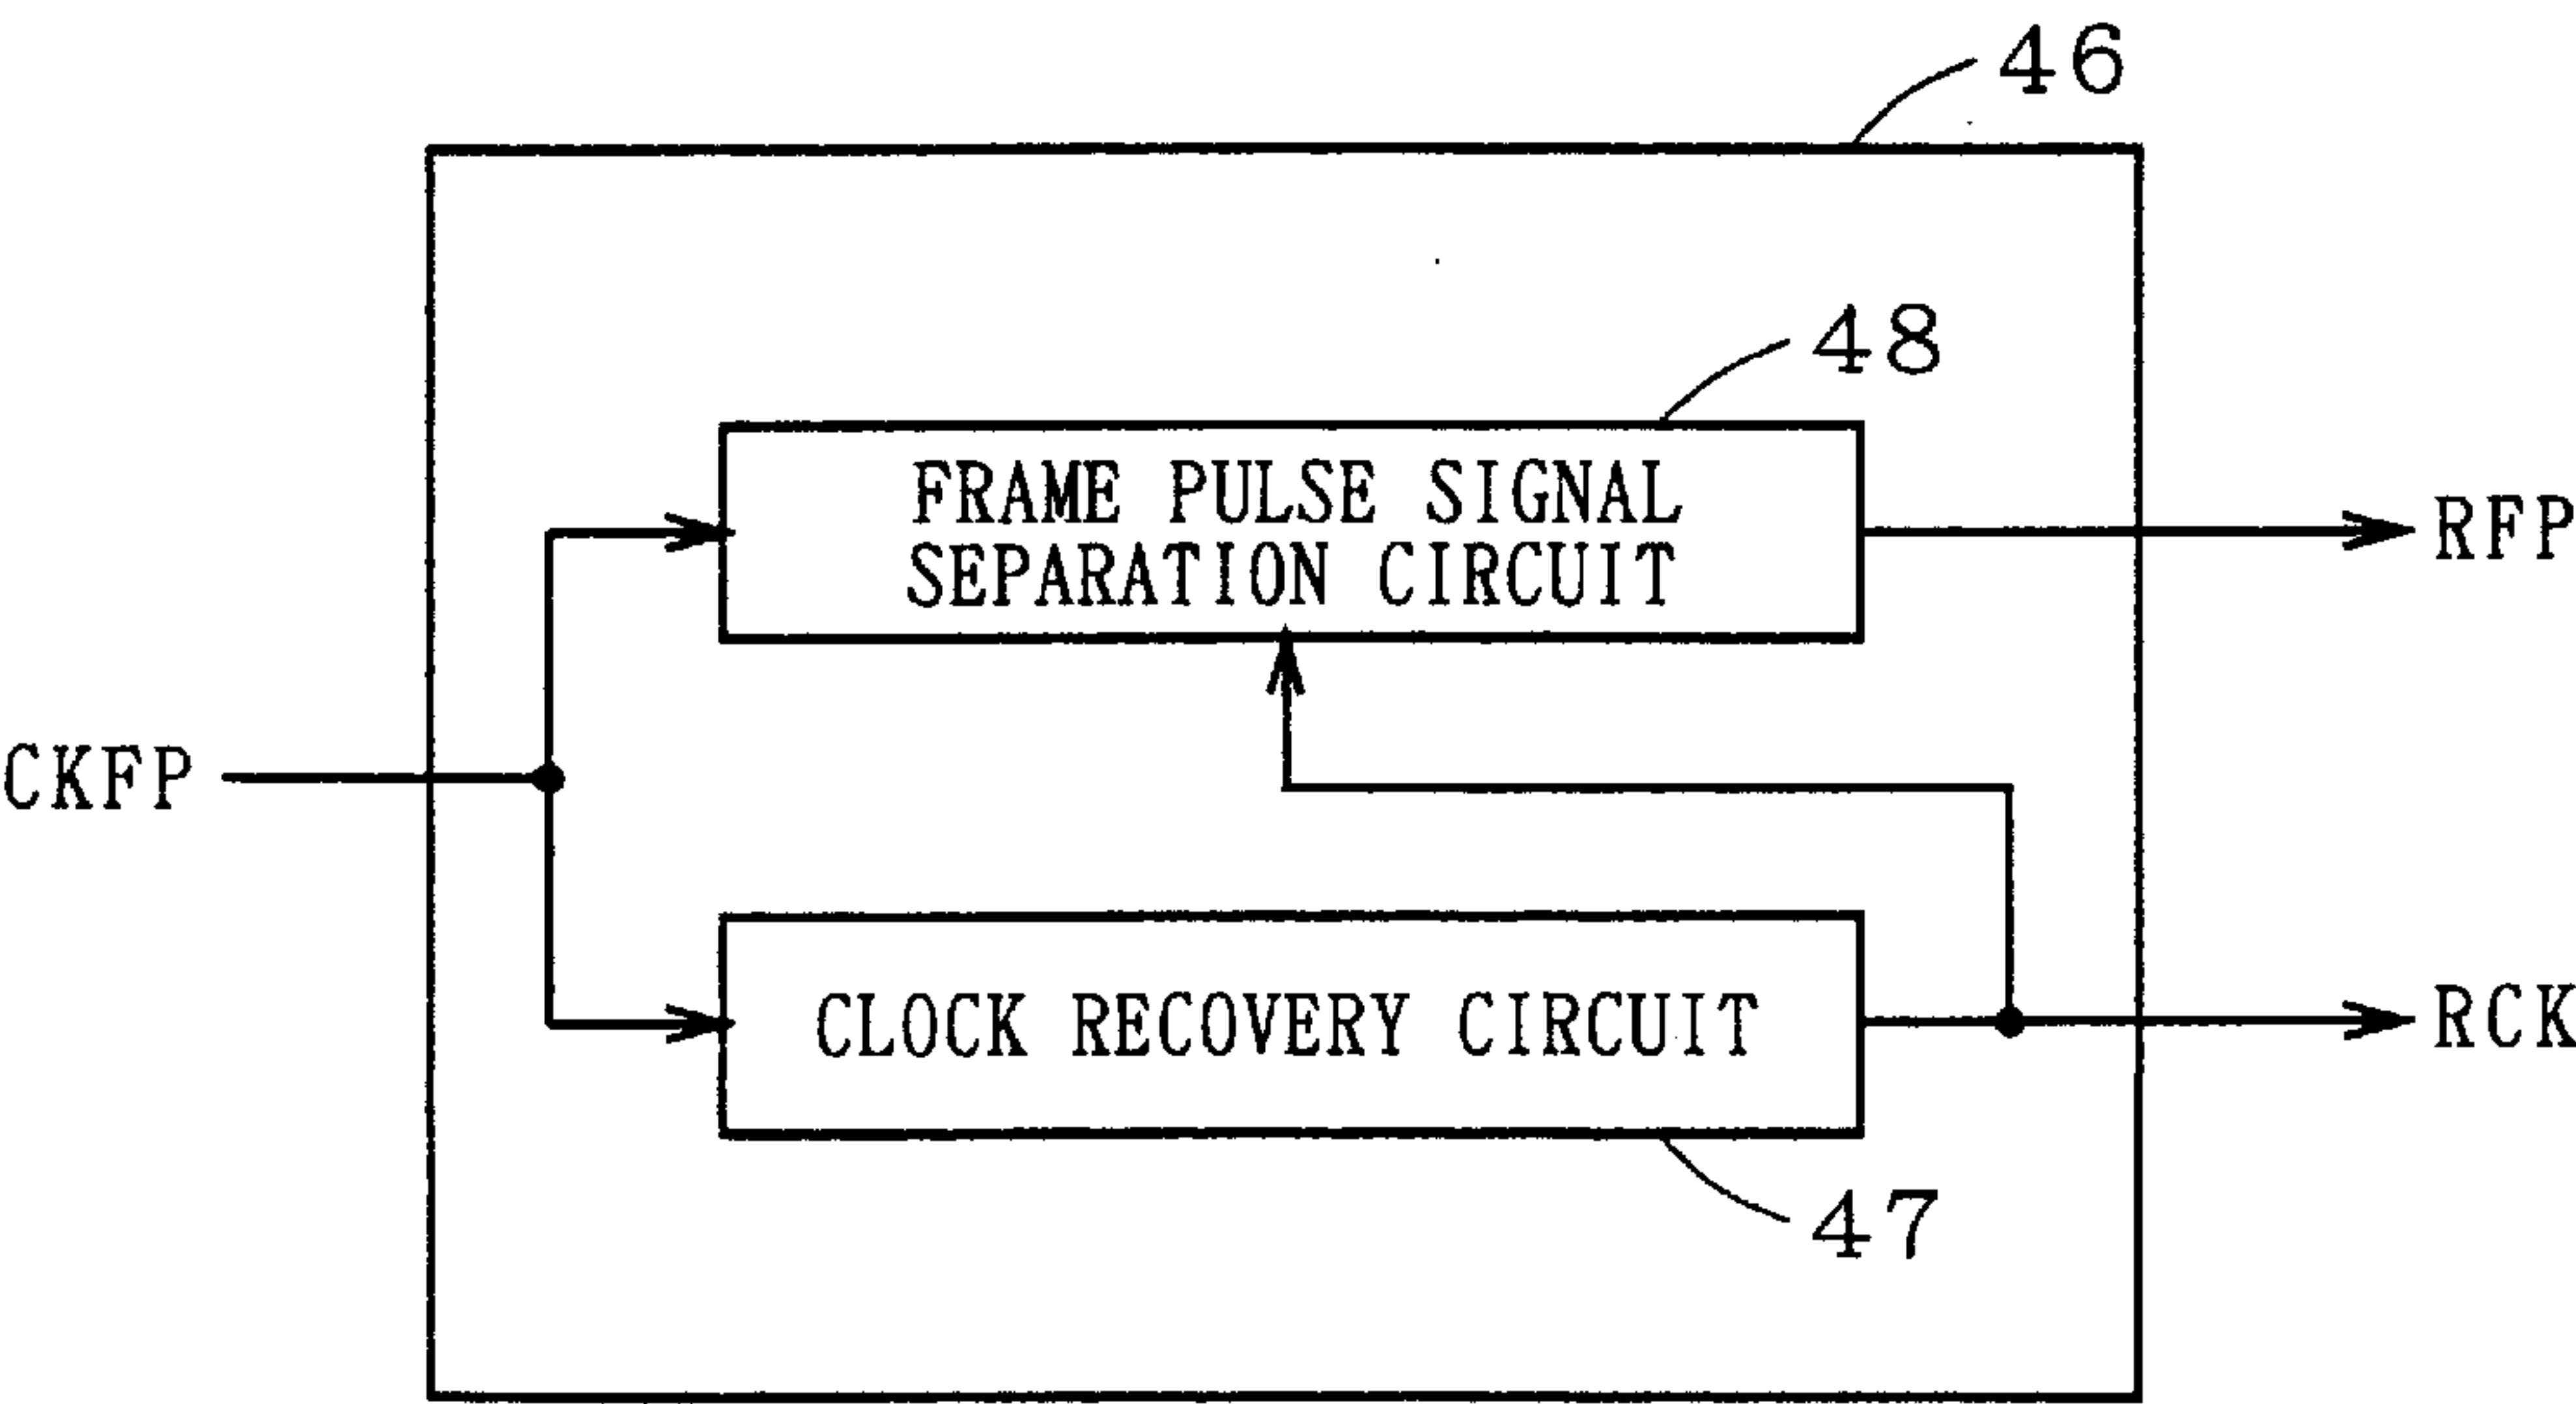 46
48
FRAME PULSE SIGNAL
SEPARATION CIRCUIT
RFP
CKFP
CLOCK RECOVERY CIRCUIT
RCK
47